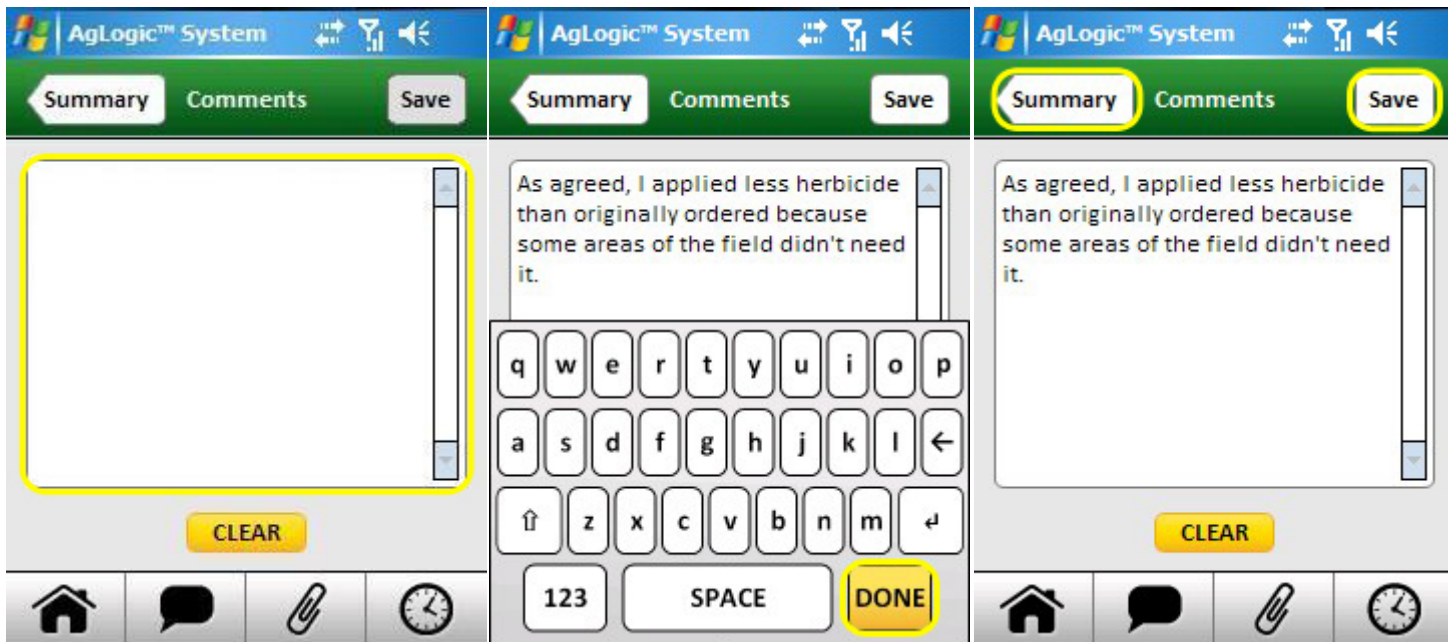 AgLogic™ System
Summary Comments Save
CLEAR
AgLogic™ System
Summary Comments Save
As agreed, I applied less herbicide
than originally ordered because
some areas of the field didn't need
it.
q w e r t y u i o p
a s d f g h j k l ←
⇧ z x c v b n m ↵
123 SPACE DONE
AgLogic™ System
Summary Comments Save
As agreed, I applied less herbicide
than originally ordered because
some areas of the field didn't need
it.
CLEAR